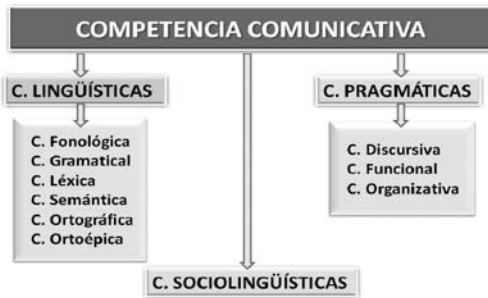 COMPETENCIA COMUNICATIVA
C. LINGÜÍSTICAS
C. Fonológica
C. Gramatical
C. Léxica
C. Semántica
C. Ortográfica
C. Ortoépica
C. PRAGMÁTICAS
C. Discursiva
C. Funcional
C. Organizativa
C. SOCIOLINGÜÍSTICAS